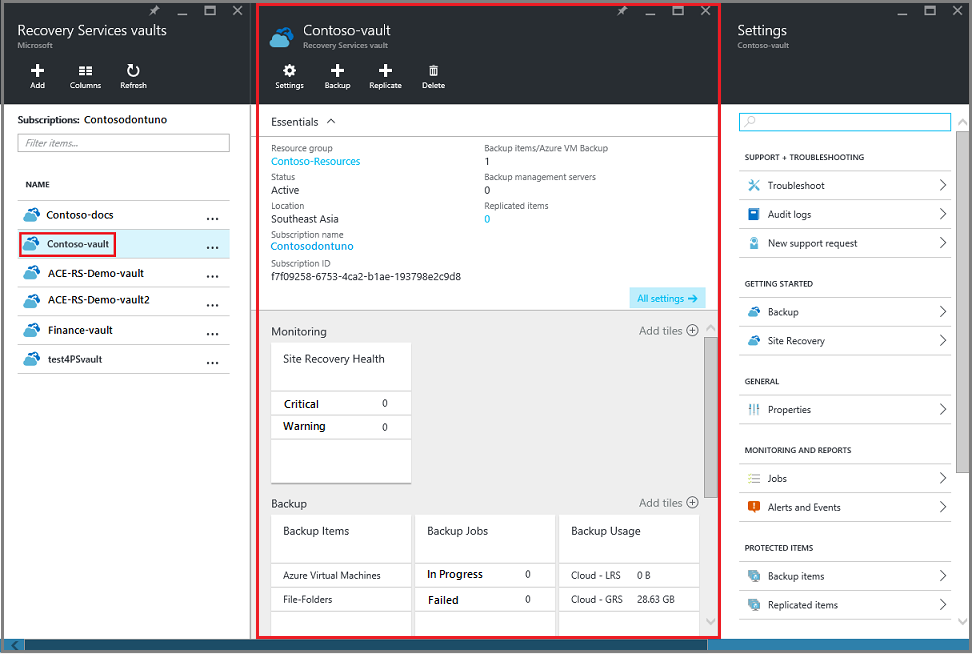 Recovery Services vaults
Microsoft
Add Columns Refresh
Subscriptions: Contosodontuno
Filter items...
NAME
Contoso-docs ...
Contoso-vault ...
ACE-RS-Demo-vault ...
ACE-RS-Demo-vault2 ...
Finance-vault ...
test4PSvault ...
Contoso-vault
Recovery Services vault
Settings Backup Replicate Delete
Essentials
Resource group
Contoso-Resources
Status
Active
Location
Southeast Asia
Subscription name
Contosodontuno
Subscription ID
f7f09258-6753-4ca2-b1ae-193798e2c9d8
Backup items/Azure VM Backup
1
Backup management servers
0
Replicated items
0
All settings
Monitoring Add tiles
Site Recovery Health
Critical 0
Warning 0
Backup Add tiles
Backup Items
Azure Virtual Machines
File-Folders
Backup Jobs
In Progress 0
Failed 0
Backup Usage
Cloud - LRS 0 B
Cloud - GRS 28.63 GB
Settings
Contoso-vault
SUPPORT + TROUBLESHOOTING
Troubleshoot
Audit logs
New support request
GETTING STARTED
Backup
Site Recovery
GENERAL
Properties
MONITORING AND REPORTS
Jobs
Alerts and Events
PROTECTED ITEMS
Backup items
Replicated items